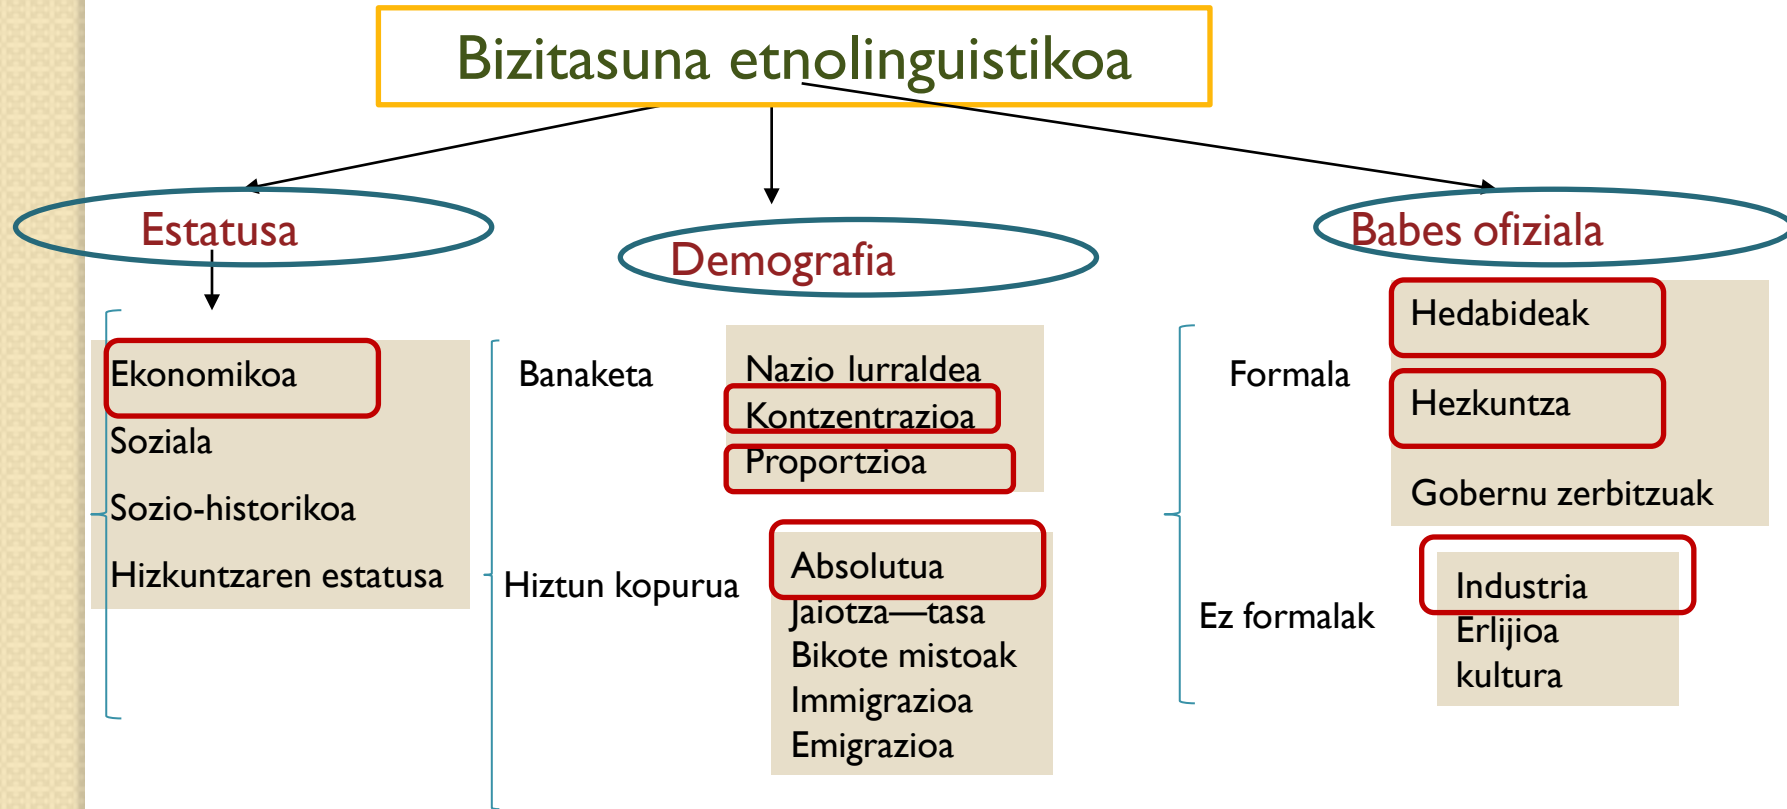 Bizitasuna etnolinguistikoa
Estatusa
Ekonomikoa
Soziala
Sozio-historikoa
Hizkuntzaren estatusa
Demografia
Banaketa
Nazio lurraldea
Kontzentrazioa
Proportzioa
Hiztun kopurua
Absolutua
Jaiotza—tasa
Bikote mistoak
Immigrazioa
Emigrazioa
Babes ofiziala
Formala
Hedabideak
Hezkuntza
Gobernu zerbitzuak
Ez formalak
Industria
Erlijioa
kultura